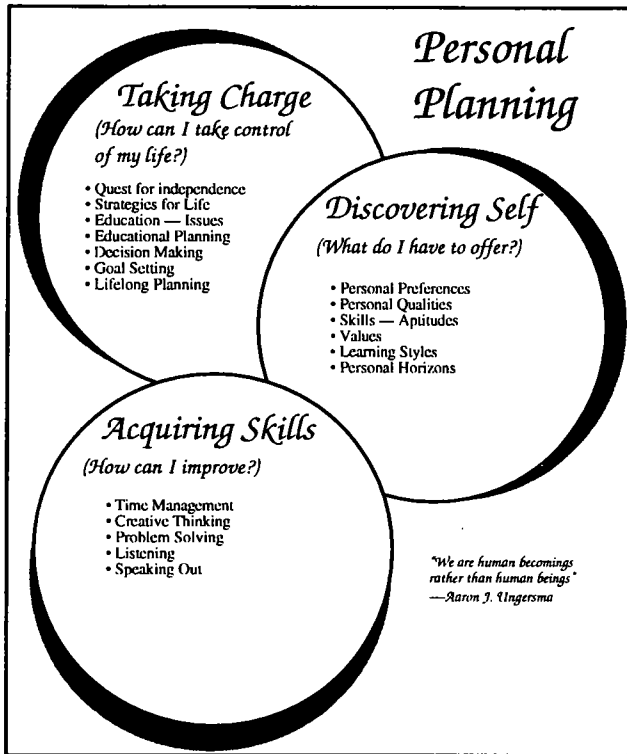 Personal
Planning
Taking Charge
(How can I take control
of my life?)
• Quest for independence
• Strategies for Life
• Education — Issues
• Educational Planning
• Decision Making
• Goal Setting
• Lifelong Planning
Discovering Self
(What do I have to offer?)
• Personal Preferences
• Personal Qualities
• Skills — Aptitudes
• Values
• Learning Styles
• Personal Horizons
Acquiring Skills
(How can I improve?)
• Time Management
• Creative Thinking
• Problem Solving
• Listening
• Speaking Out
"We are human becomings
rather than human beings"
—Aaron J. Ungersma